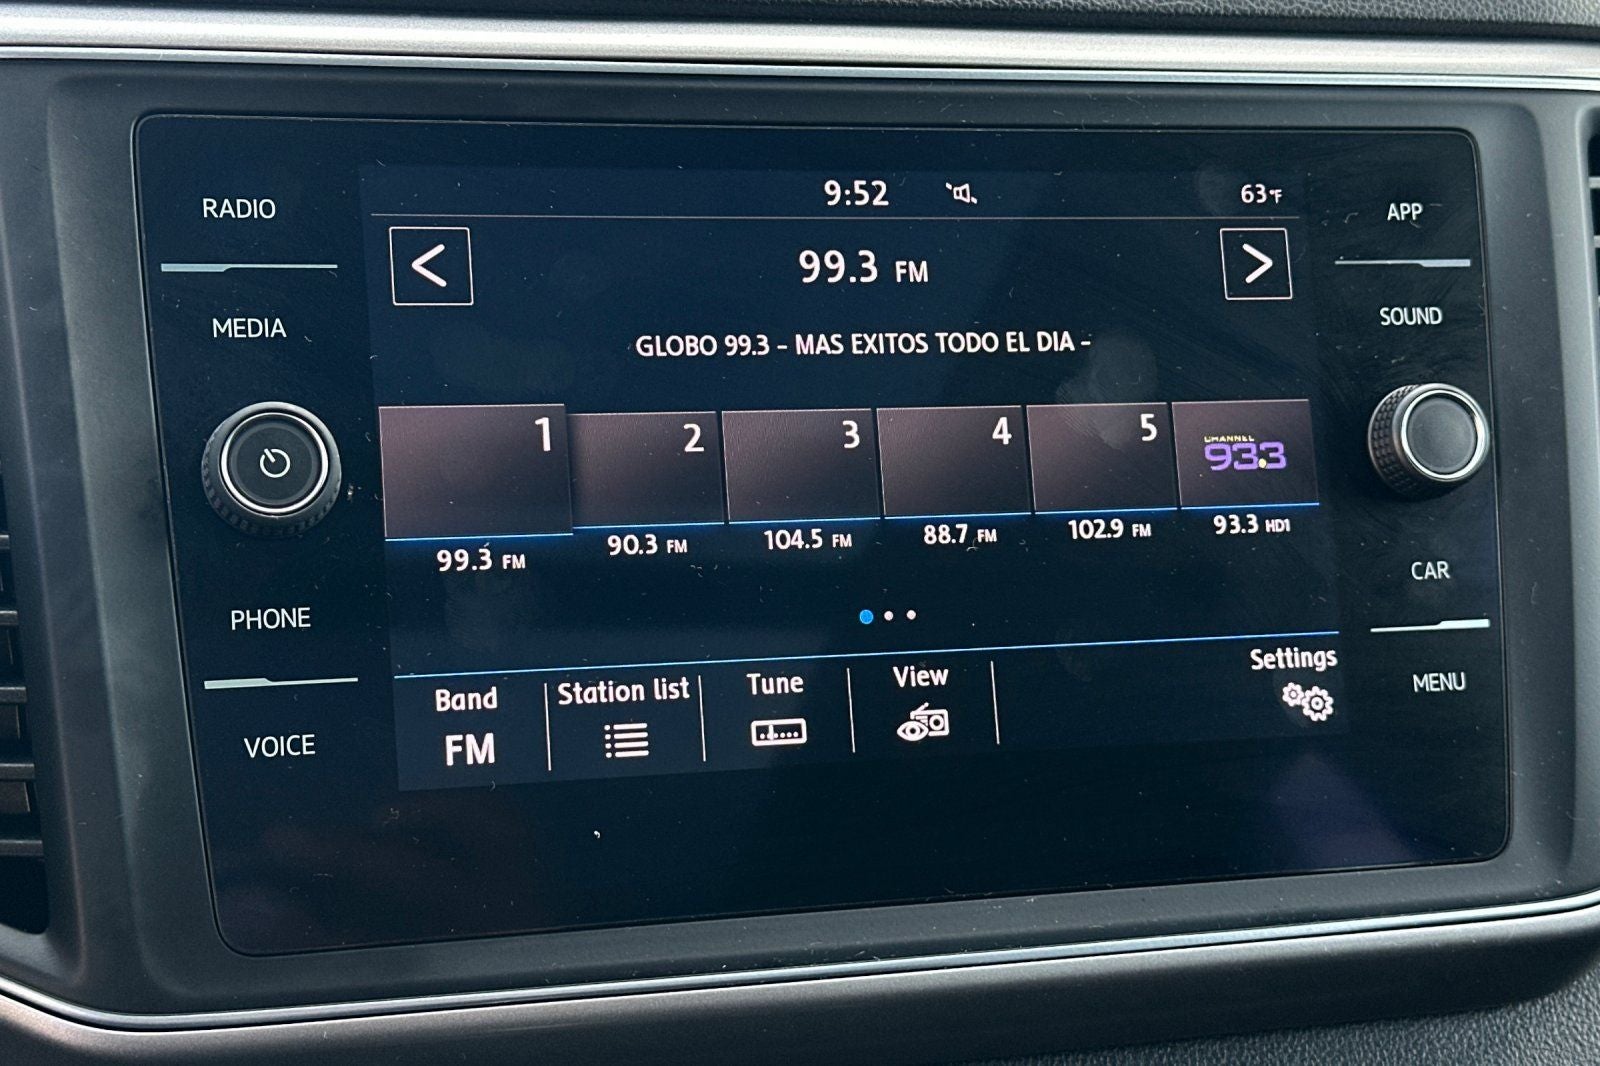 RADIO
MEDIA
PHONE
VOICE
9:52
63°F
99.3 FM
GLOBO 99.3 - MAS EXITOS TODO EL DIA -
1
2
3
4
5
CHANNEL
93.3
99.3 FM
90.3 FM
104.5 FM
88.7 FM
102.9 FM
93.3 HD1
Band
FM
Station list
Tune
View
Settings
APP
SOUND
CAR
MENU